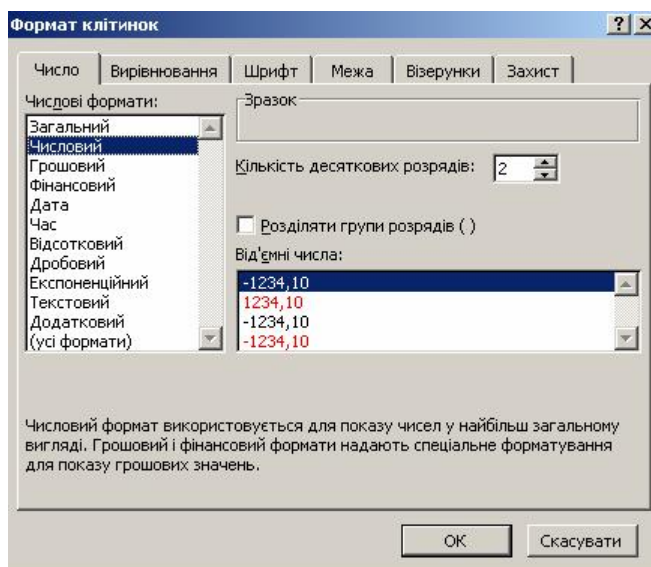 Формат клітинок
Число
Вирівнювання
Шрифт
Межа
Візерунки
Захист
Числові формати:
Загальний
Числовий
Грошовий
Фінансовий
Дата
Час
Відсотковий
Дробовий
Експоненційний
Текстовий
Додатковий
(усі формати)
Зразок
Кількість десяткових розрядів:
2
Розділяти групи розрядів ( )
Від'ємні числа:
-1234,10
1234,10
-1234,10
-1234,10
Числовий формат використовується для показу чисел у найбільш загальному
вигляді. Грошовий і фінансовий формати надають спеціальне форматування
для показу грошових значень.
ОК
Скасувати